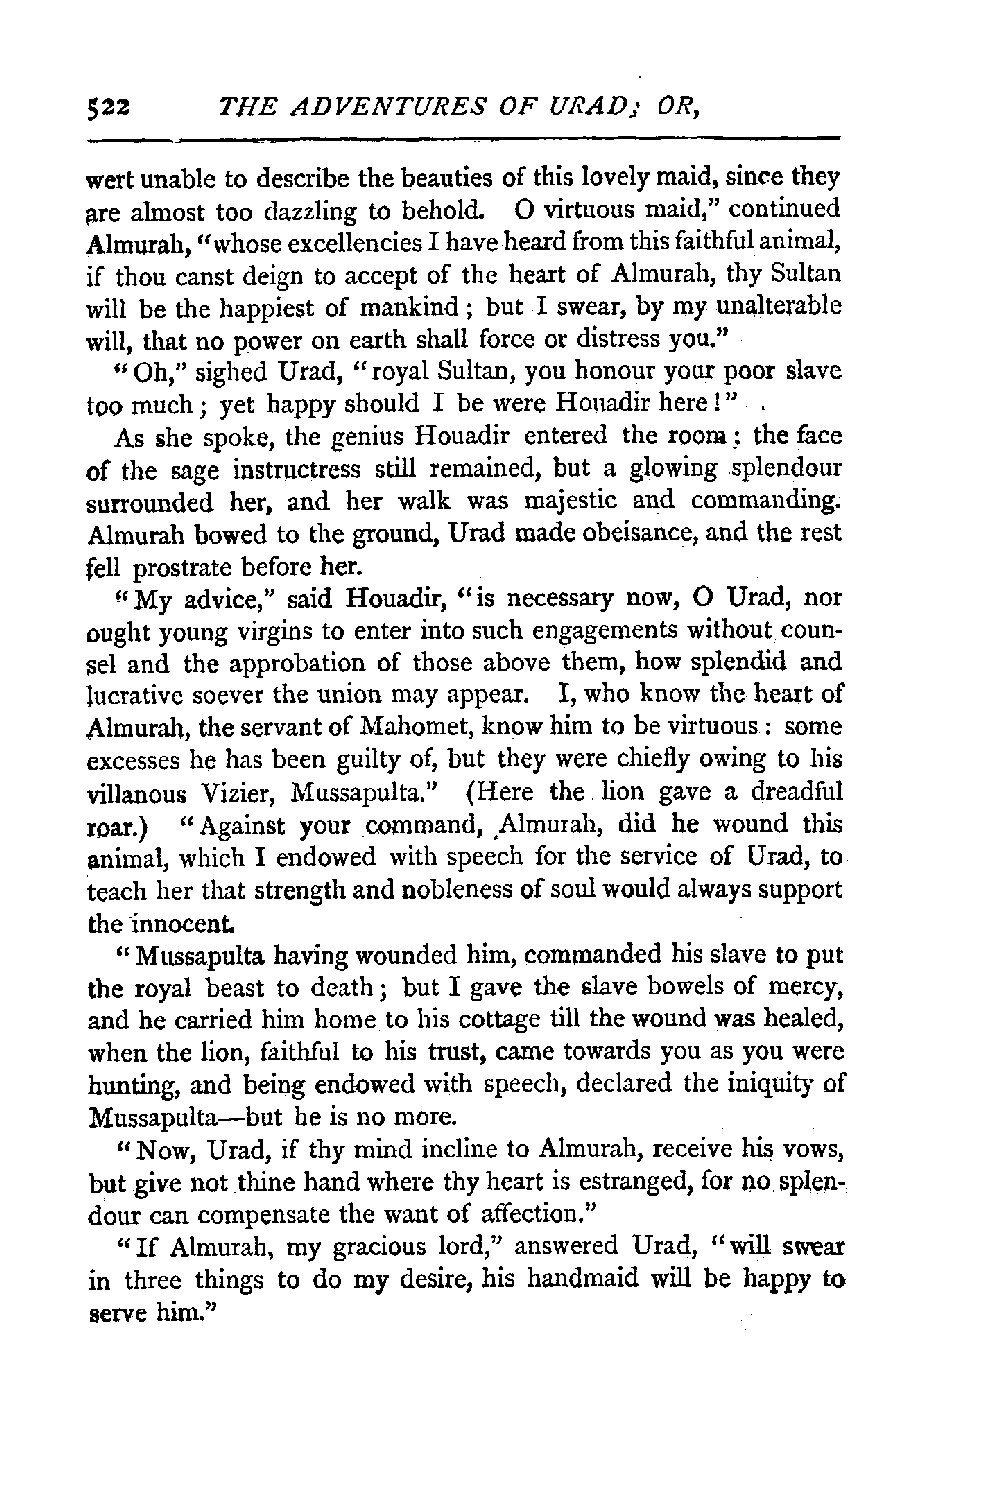 522 THE ADVENTURES OF URAD; OR,
wert unable to describe the beauties of this lovely maid, since they
are almost too dazzling to behold. O virtuous maid,” continued
Almurah, “whose excellencies I have heard from this faithful animal,
if thou canst deign to accept of the heart of Almurah, thy Sultan
will be the happiest of mankind; but I swear, by my unalterable
will, that no power on earth shall force or distress you.”
“Oh,” sighed Urad, “royal Sultan, you honour your poor slave
too much; yet happy should I be were Houadir here!”
As she spoke, the genius Houadir entered the room; the face
of the sage instructress still remained, but a glowing splendour
surrounded her, and her walk was majestic and commanding.
Almurah bowed to the ground, Urad made obeisance, and the rest
fell prostrate before her.
“My advice,” said Houadir, “is necessary now, O Urad, nor
ought young virgins to enter into such engagements without coun-
sel and the approbation of those above them, how splendid and
lucrative soever the union may appear. I, who know the heart of
Almurah, the servant of Mahomet, know him to be virtuous: some
excesses he has been guilty of, but they were chiefly owing to his
villanous Vizier, Mussapulta.” (Here the lion gave a dreadful
roar.) “Against your command, Almurah, did he wound this
animal, which I endowed with speech for the service of Urad, to
teach her that strength and nobleness of soul would always support
the innocent.
“Mussapulta having wounded him, commanded his slave to put
the royal beast to death; but I gave the slave bowels of mercy,
and he carried him home to his cottage till the wound was healed,
when the lion, faithful to his trust, came towards you as you were
hunting, and being endowed with speech, declared the iniquity of
Mussapulta—but he is no more.
“Now, Urad, if thy mind incline to Almurah, receive his vows,
but give not thine hand where thy heart is estranged, for no splen-
dour can compensate the want of affection.”
“If Almurah, my gracious lord,” answered Urad, “will swear
in three things to do my desire, his handmaid will be happy to
serve him.”